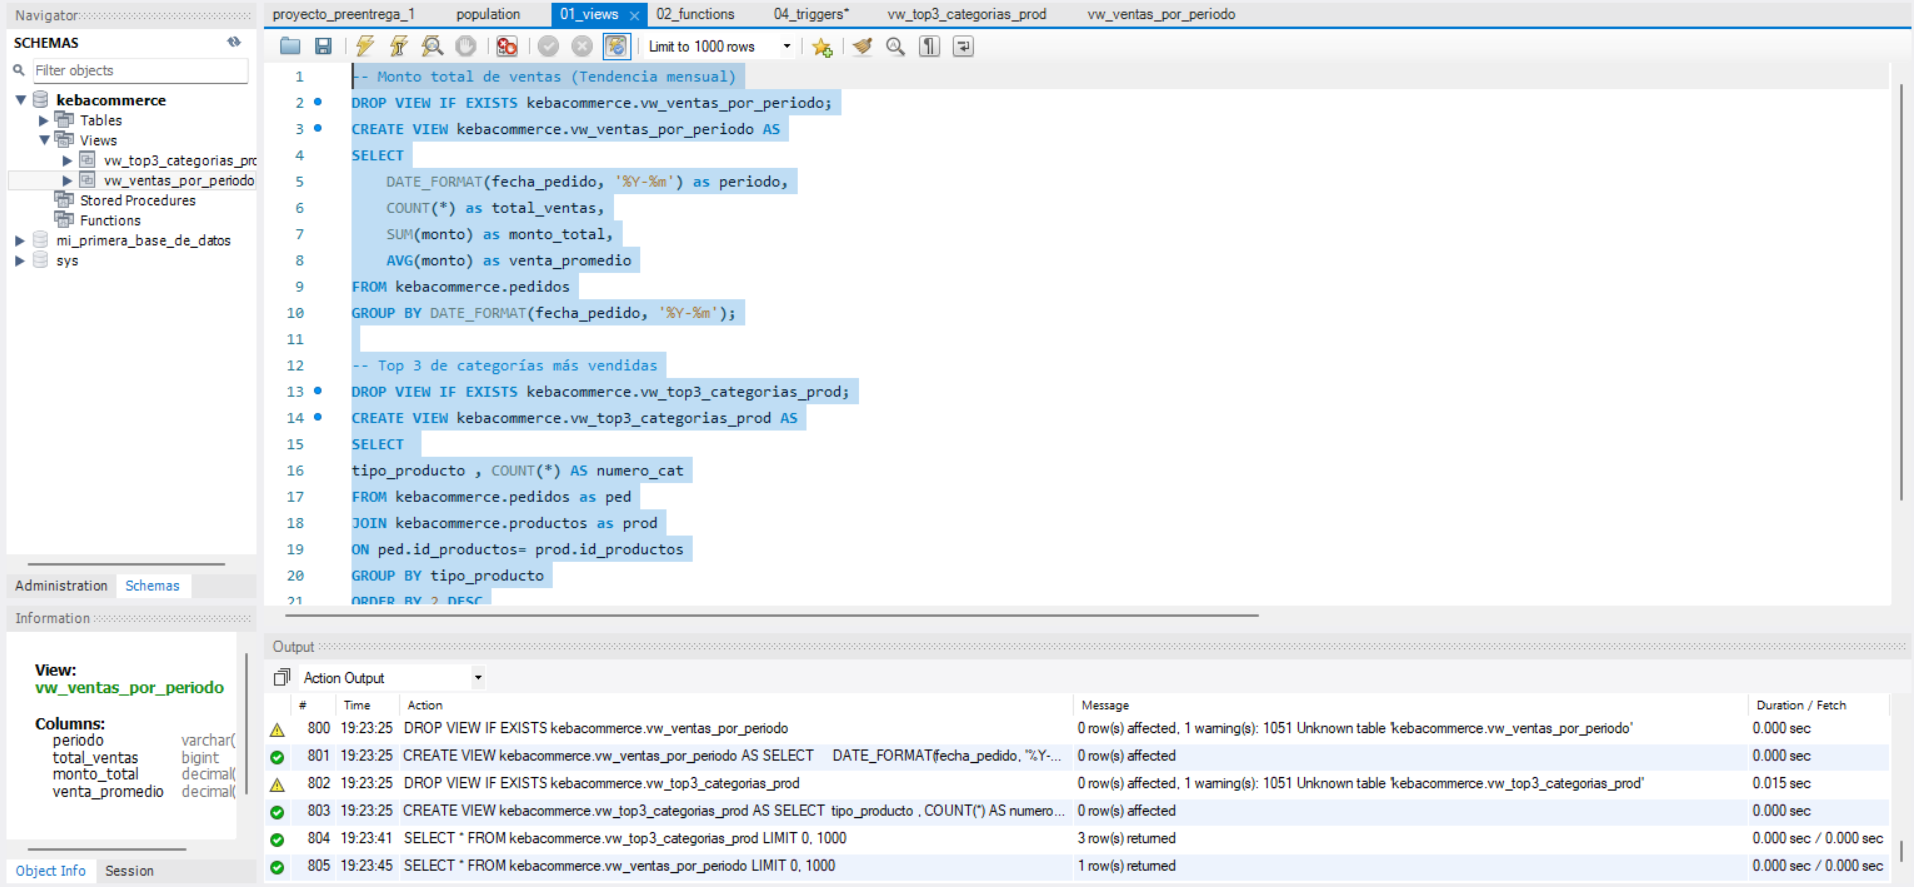 Navigator
SCHEMAS
Filter objects
kebacommerce
Tables
Views
vw_top3_categorias_prc
vw_ventas_por_periodo
Stored Procedures
Functions
mi_primera_base_de_datos
sys
Administration Schemas
Information
View:
vw_ventas_por_periodo
Columns:
periodo varchar(
total_ventas bigint
monto_total decimal(
venta_promedio decimal(
Object Info Session
proyecto_preentrega_1 population 01_views 02_functions 04_triggers* vw_top3_categorias_prod vw_ventas_por_periodo
Limit to 1000 rows
1 -- Monto total de ventas (Tendencia mensual)
2 DROP VIEW IF EXISTS kebacommerce.vw_ventas_por_periodo;
3 CREATE VIEW kebacommerce.vw_ventas_por_periodo AS
4 SELECT
5 DATE_FORMAT(fecha_pedido, '%Y-%m') as periodo,
6 COUNT(*) as total_ventas,
7 SUM(monto) as monto_total,
8 AVG(monto) as venta_promedio
9 FROM kebacommerce.pedidos
10 GROUP BY DATE_FORMAT(fecha_pedido, '%Y-%m');
11
12 -- Top 3 de categorías más vendidas
13 DROP VIEW IF EXISTS kebacommerce.vw_top3_categorias_prod;
14 CREATE VIEW kebacommerce.vw_top3_categorias_prod AS
15 SELECT
16 tipo_producto , COUNT(*) AS numero_cat
17 FROM kebacommerce.pedidos as ped
18 JOIN kebacommerce.productos as prod
19 ON ped.id_productos= prod.id_productos
20 GROUP BY tipo_producto
21 ORDER BY 2 DESC
Output
Action Output
# Time Action Message Duration / Fetch
800 19:23:25 DROP VIEW IF EXISTS kebacommerce.vw_ventas_por_periodo 0 row(s) affected, 1 warning(s): 1051 Unknown table 'kebacommerce.vw_ventas_por_periodo' 0.000 sec
801 19:23:25 CREATE VIEW kebacommerce.vw_ventas_por_periodo AS SELECT DATE_FORMAT(fecha_pedido, '%Y-... 0 row(s) affected 0.000 sec
802 19:23:25 DROP VIEW IF EXISTS kebacommerce.vw_top3_categorias_prod 0 row(s) affected, 1 warning(s): 1051 Unknown table 'kebacommerce.vw_top3_categorias_prod' 0.015 sec
803 19:23:25 CREATE VIEW kebacommerce.vw_top3_categorias_prod AS SELECT tipo_producto , COUNT(*) AS numero... 0 row(s) affected 0.000 sec
804 19:23:41 SELECT * FROM kebacommerce.vw_top3_categorias_prod LIMIT 0, 1000 3 row(s) returned 0.000 sec / 0.000 sec
805 19:23:45 SELECT * FROM kebacommerce.vw_ventas_por_periodo LIMIT 0, 1000 1 row(s) returned 0.000 sec / 0.000 sec